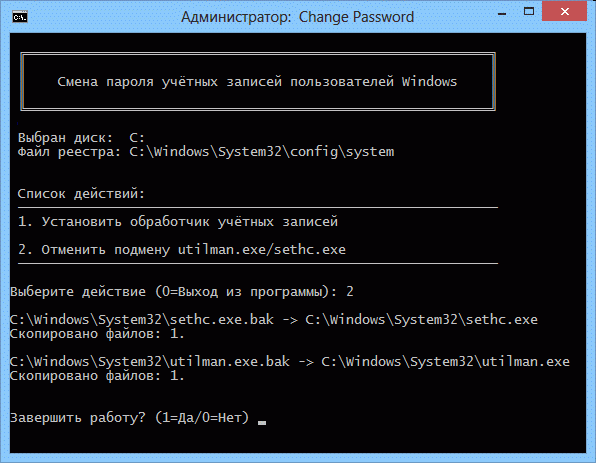 Администратор: Change Password
Смена пароля учётных записей пользователей Windows
Выбран диск: C:
Файл реестра: C:\Windows\System32\config\system
Список действий:
1. Установить обработчик учётных записей
2. Отменить подмену utilman.exe/sethc.exe
Выберите действие (0=Выход из программы): 2
C:\Windows\System32\sethc.exe.bak -> C:\Windows\System32\sethc.exe
Скопировано файлов: 1.
C:\Windows\System32\utilman.exe.bak -> C:\Windows\System32\utilman.exe
Скопировано файлов: 1.
Завершить работу? (1=Да/0=Нет)